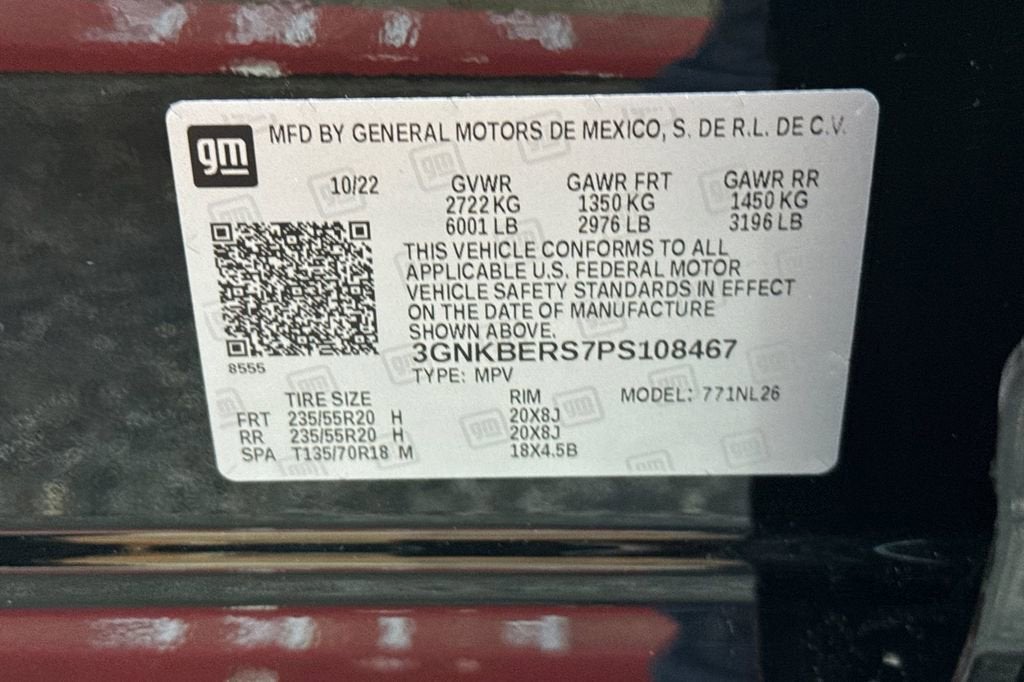 gm MFD BY GENERAL MOTORS DE MEXICO, S. DE R.L. DE C.V.
10/22 GVWR GAWR FRT GAWR RR
2722 KG 1350 KG 1450 KG
6001 LB 2976 LB 3196 LB
THIS VEHICLE CONFORMS TO ALL
APPLICABLE U.S. FEDERAL MOTOR
VEHICLE SAFETY STANDARDS IN EFFECT
ON THE DATE OF MANUFACTURE
SHOWN ABOVE.
3GNKBERS7PS108467
8555
TYPE: MPV
TIRE SIZE RIM MODEL: 771NL26
FRT 235/55R20 H 20X8J
RR 235/55R20 H 20X8J
SPA T135/70R18 M 18X4.5B